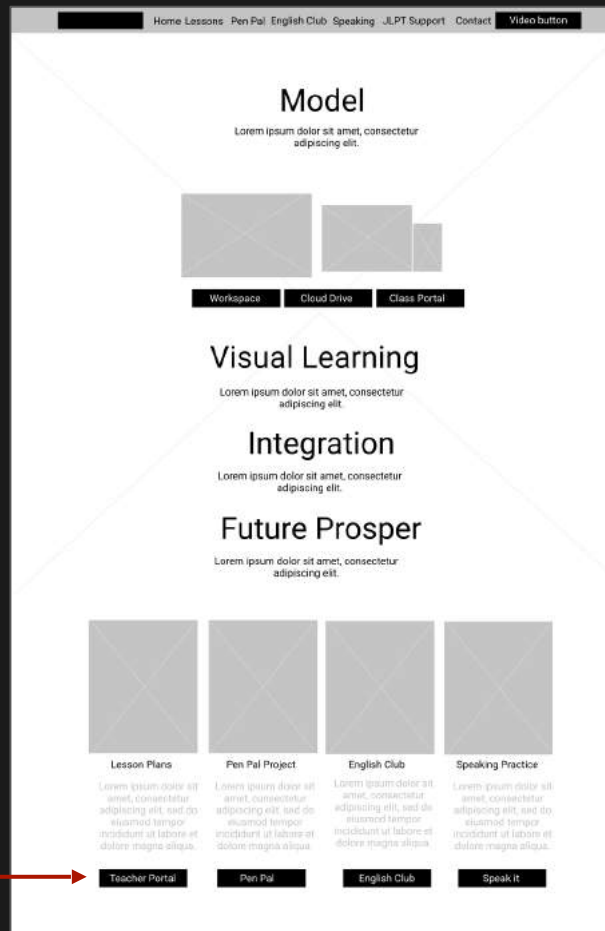 Home Lessons Pen Pal English Club Speaking JLPT Support Contact Video button
Model
Lorem ipsum dolor sit amet, consectetur
adipiscing elit.
Workspace Cloud Drive Class Portal
Visual Learning
Lorem ipsum dolor sit amet, consectetur
adipiscing elit.
Integration
Lorem ipsum dolor sit amet, consectetur
adipiscing elit.
Future Prosper
Lorem ipsum dolor sit amet, consectetur
adipiscing elit.
Lesson Plans
Lorem ipsum dolor sit
amet, consectetur
adipiscing elit, sed do
eiusmod tempor
incididunt ut labore et
dolore magna aliqua.
Teacher Portal
Pen Pal Project
Lorem ipsum dolor sit
amet, consectetur
adipiscing elit, sed do
eiusmod tempor
incididunt ut labore et
dolore magna aliqua
Pen Pal
English Club
Lorem ipsum dolor sit
amet, consectetur
adipiscing elit, sed do
eiusmod tempor
incididunt ut labore et
dolore magna aliqua
English Club
Speaking Practice
Lorem ipsum dolor sit
amet, consectetur
adipiscing elit, sed do
eiusmod tempor
incididunt ut labore et
dolore magna aliqua.
Speak it